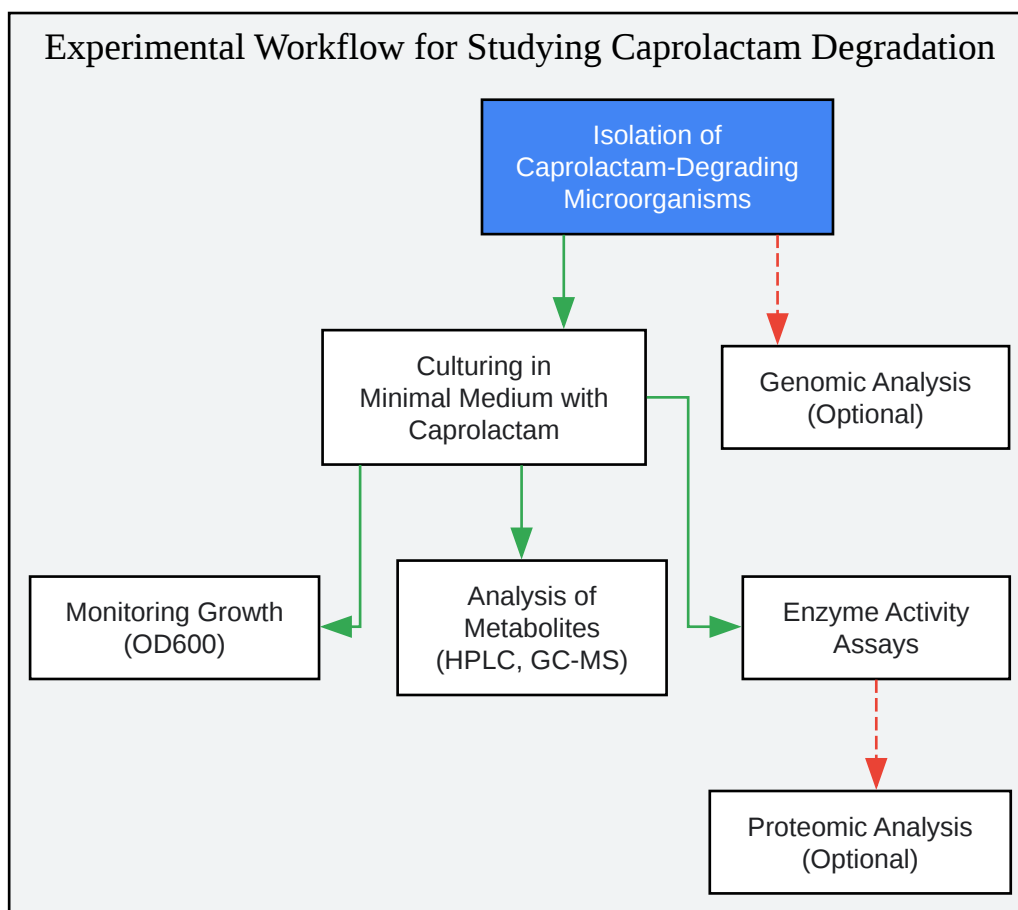 Experimental Workflow for Studying Caprolactam Degradation
Isolation of
Caprolactam-Degrading
Microorganisms
Culturing in
Minimal Medium with
Caprolactam
Genomic Analysis
(Optional)
Monitoring Growth
(OD600)
Analysis of
Metabolites
(HPLC, GC-MS)
Enzyme Activity
Assays
Proteomic Analysis
(Optional)